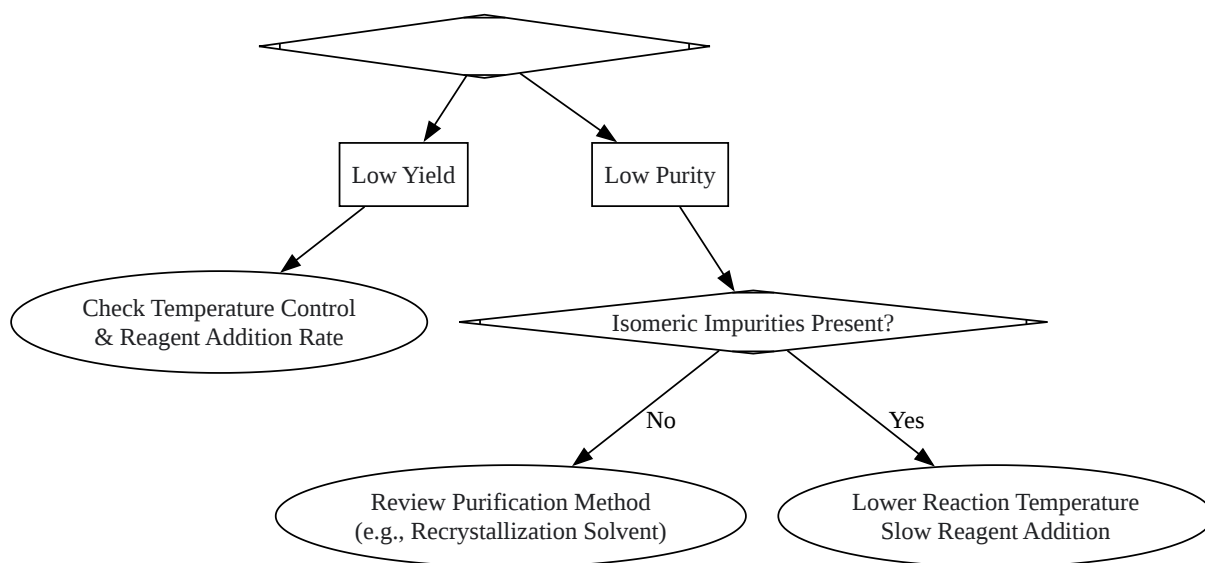 Low Yield
Low Purity
Check Temperature Control
& Reagent Addition Rate
Isomeric Impurities Present?
No
Yes
Review Purification Method
(e.g., Recrystallization Solvent)
Lower Reaction Temperature
Slow Reagent Addition